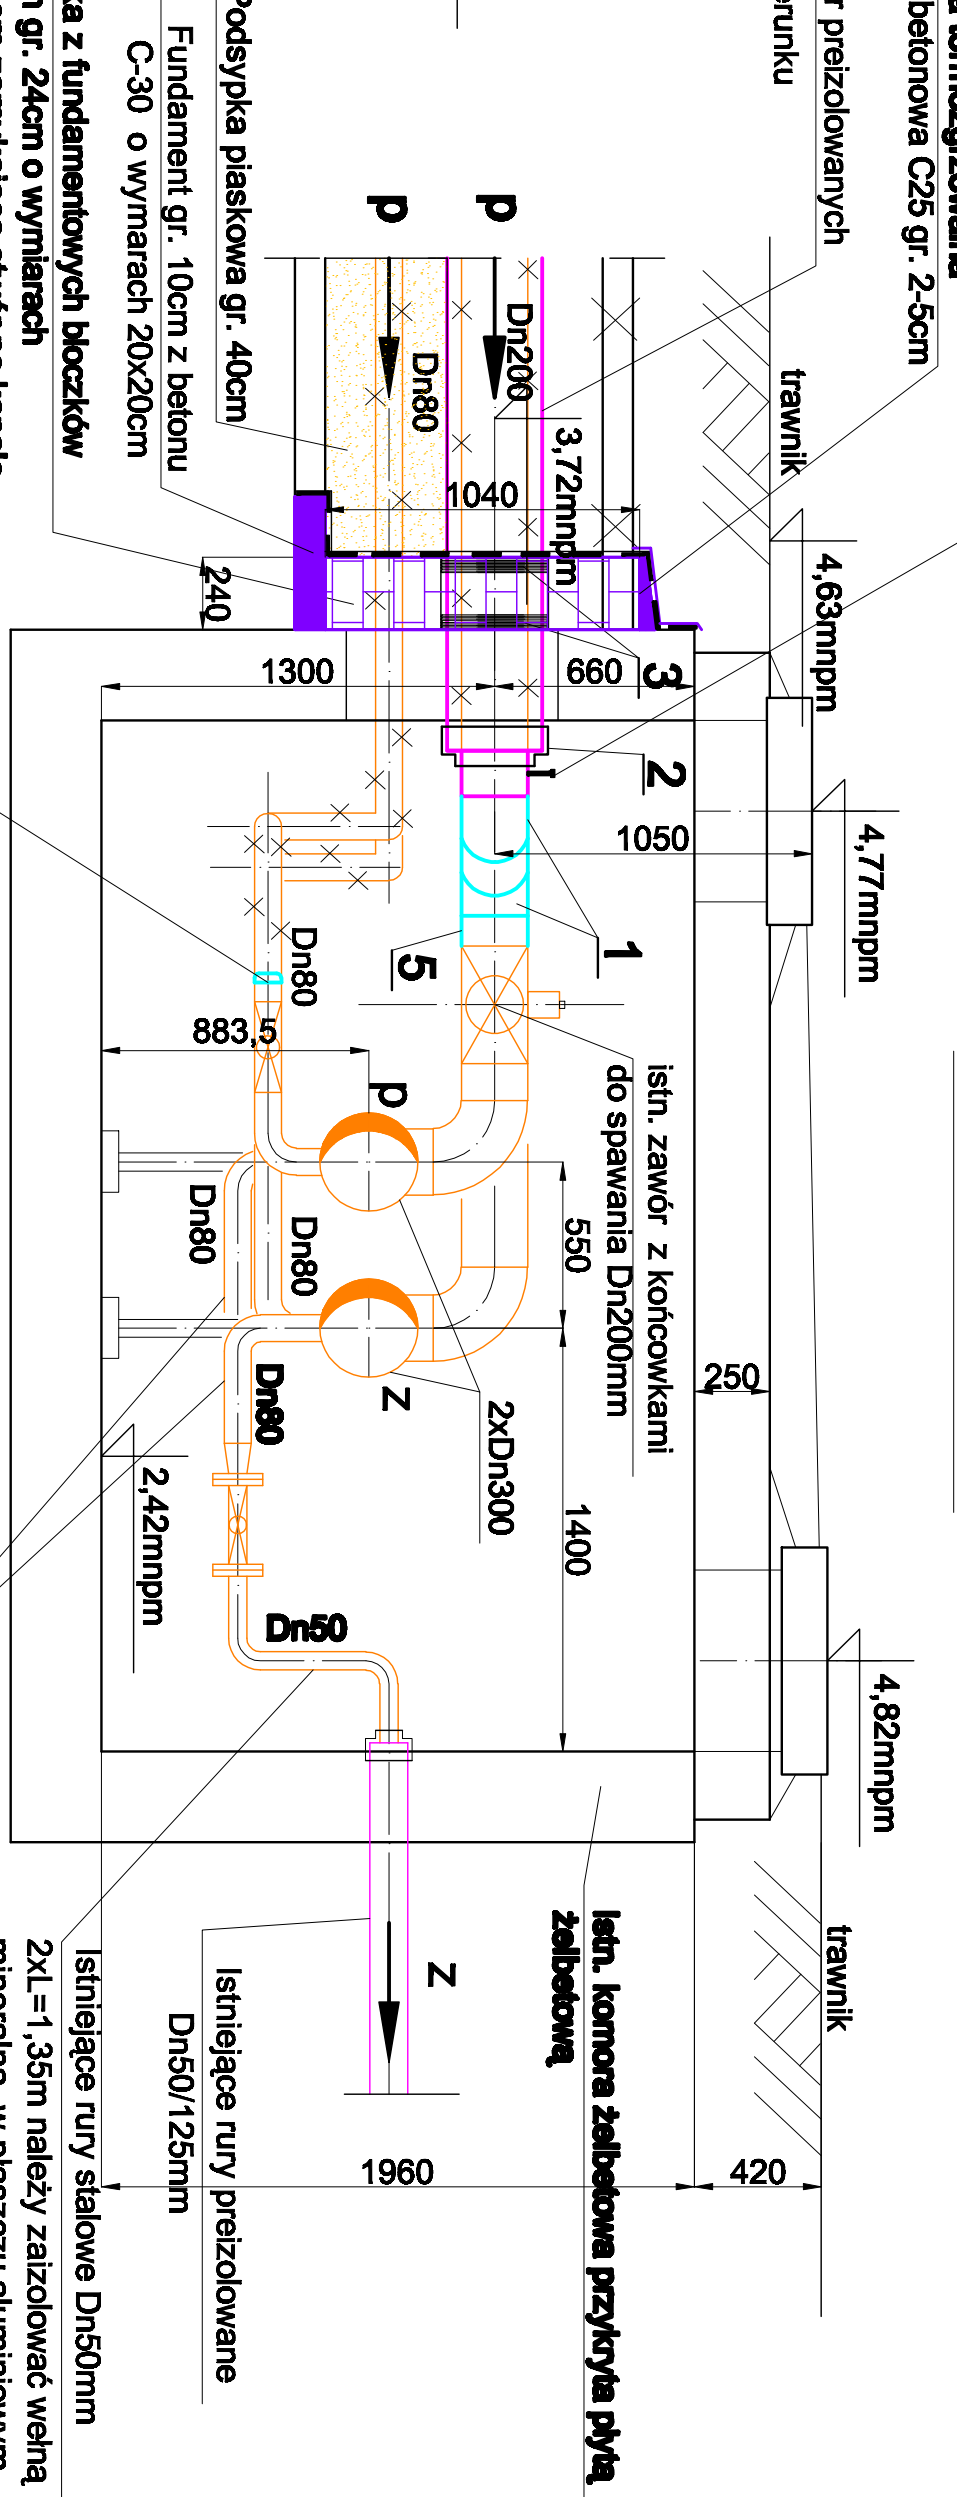 betonowa C25 gr. 2-5cm
preizolowanych
trawnik
4,63mnpm
4,77mnpm
4,82mnpm
trawnik
Podsypka piaskowa gr. 40cm
Fundament gr. 10cm z betonu
C-30 o wymarach 20x20cm
z fundamentowych bloczków
gr. 24cm o wymiarach
p
p
Dn200
Dn80
3,72mnpm
1040
240
1300
660
3
2
1050
1
5
Dn80
883,5
istn. zawór z końcowkami
do spawania Dn200mm
p
z
550
1400
250
2xDn300
Dn80
Dn80
Dn80
2,42mnpm
Dn50
Istn. komora żelbetowa przykryta płytą
żelbetową
z
Istniejące rury preizolowane
Dn50/125mm
1960
420
Istniejące rury stalowe Dn50mm
2xL=1,35m należy zaizolować wełną